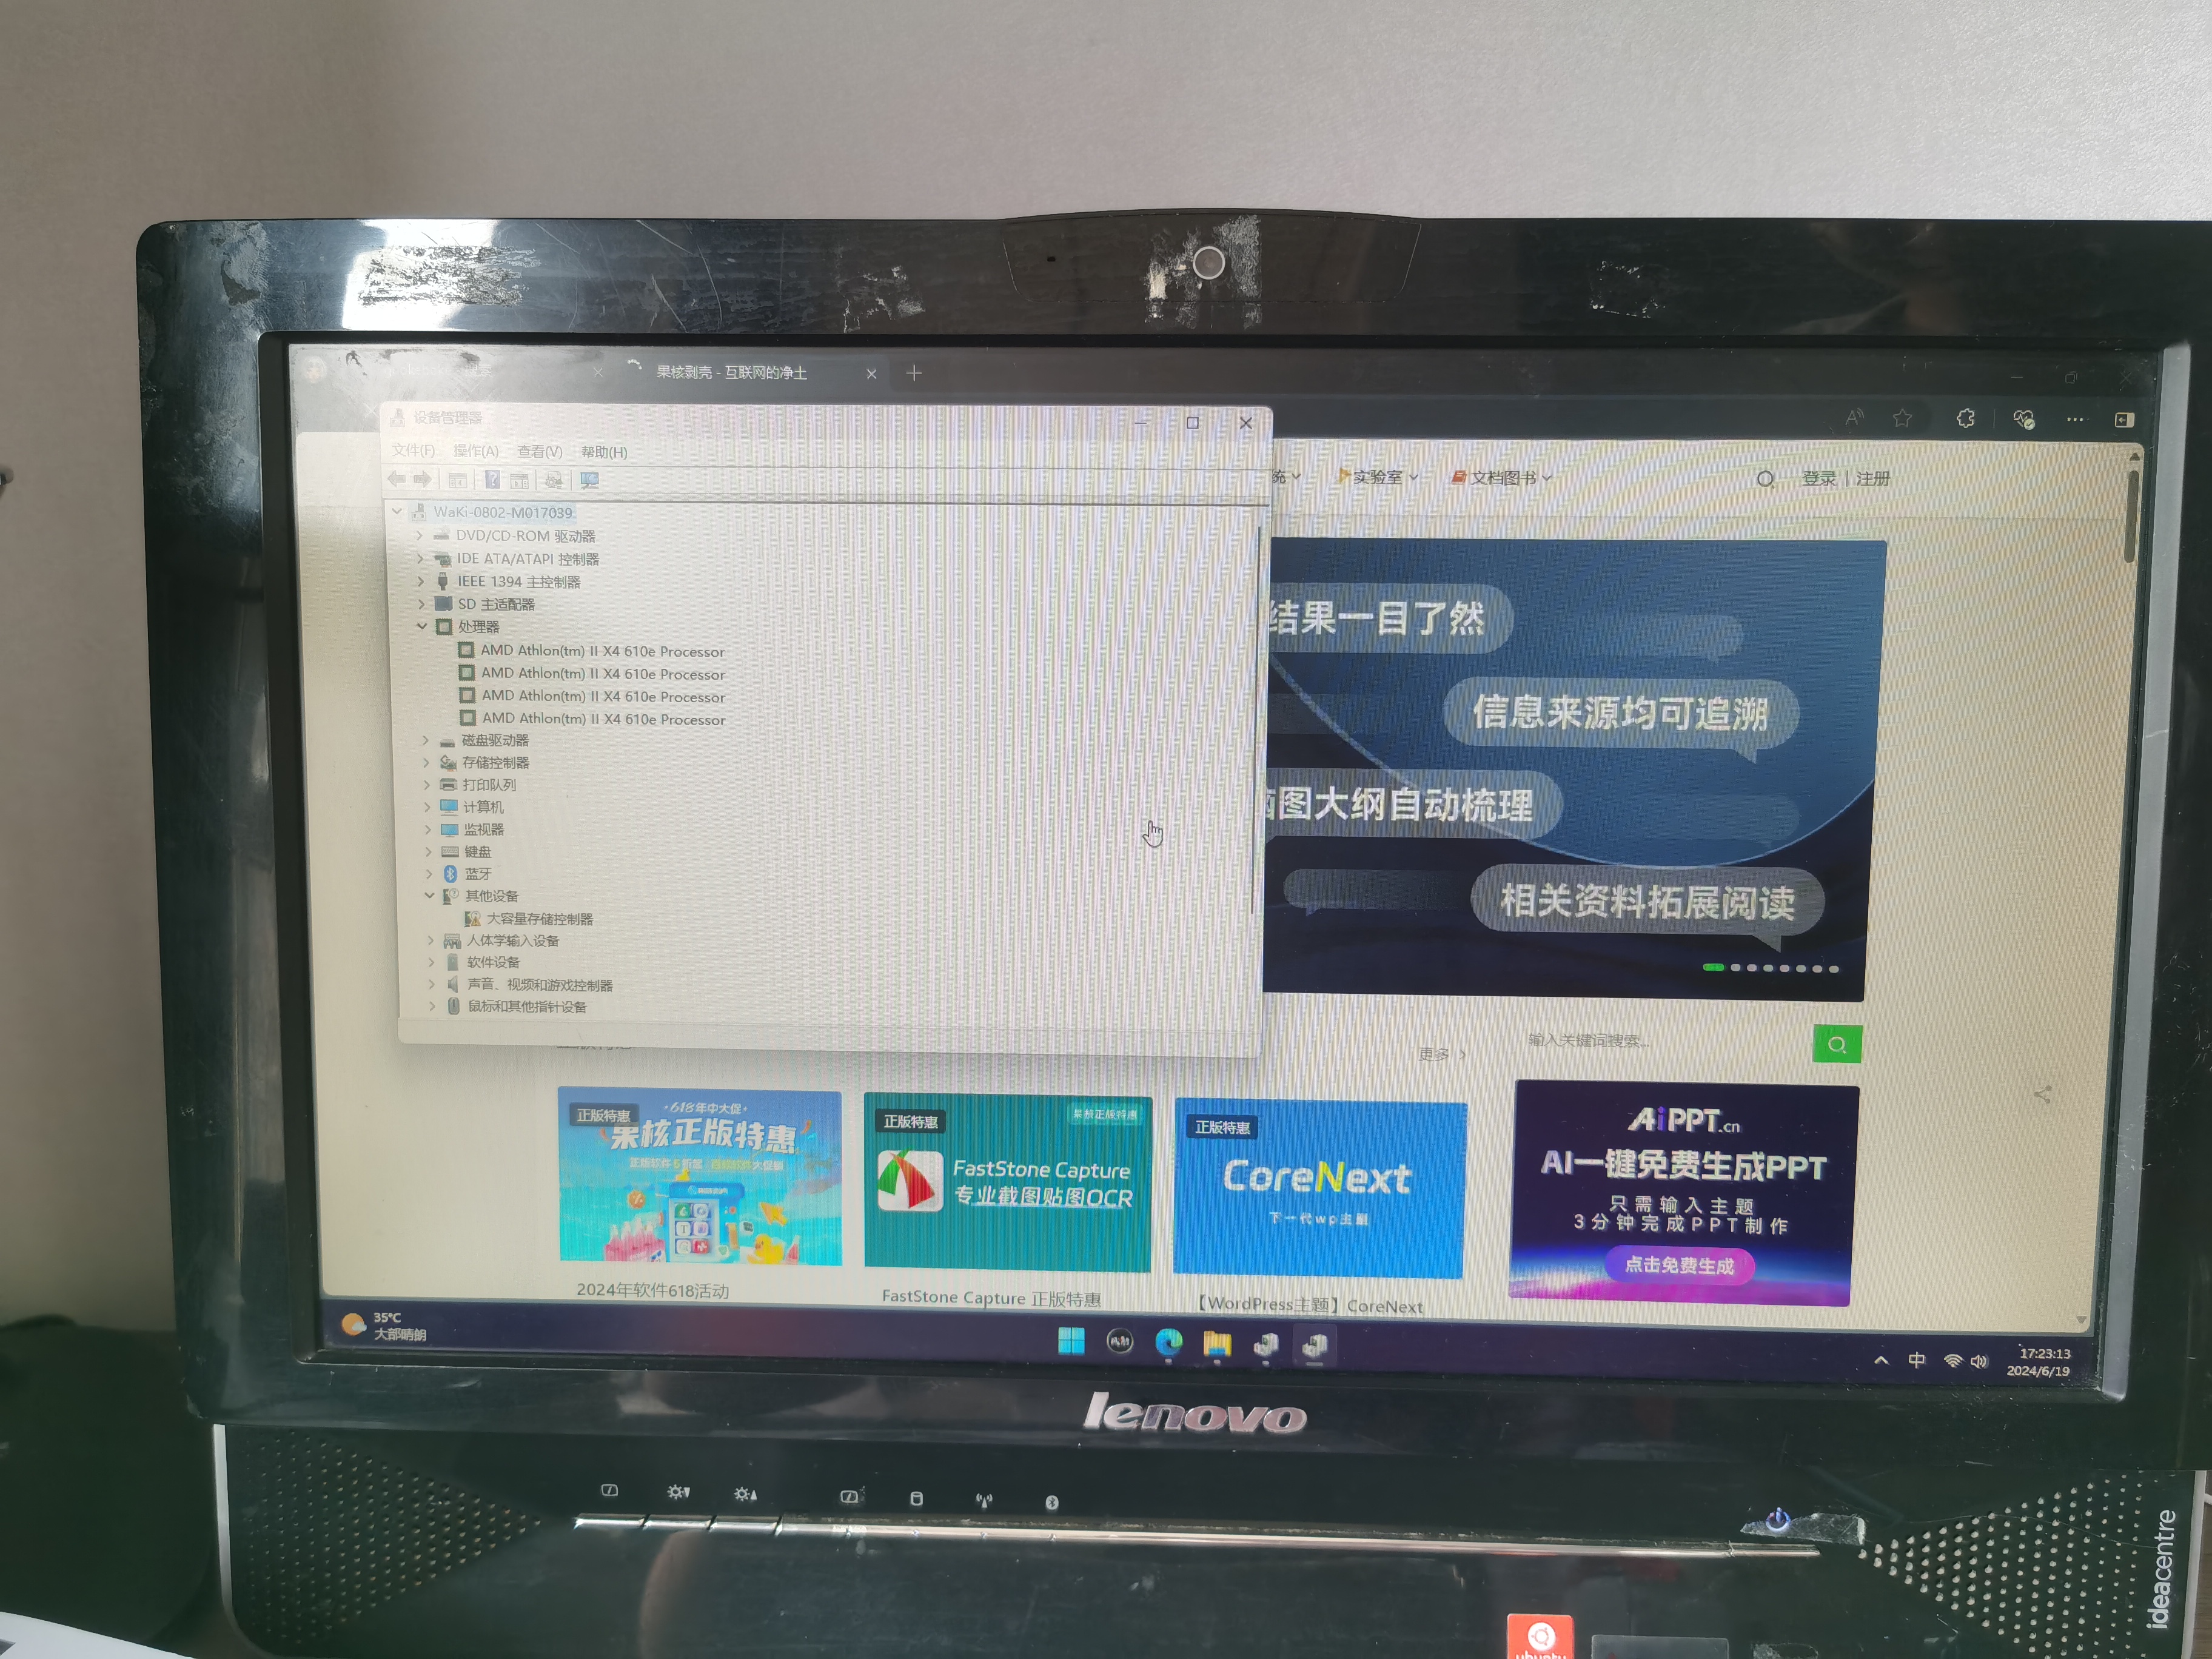 果核剥壳 - 互联网的净土
设备管理器
文件(F) 操作(A) 查看(V) 帮助(H)
WaKi-0802-M017039
DVD/CD-ROM 驱动器
IDE ATA/ATAPI 控制器
IEEE 1394 主控制器
SD 主适配器
处理器
AMD Athlon(tm) II X4 610e Processor
AMD Athlon(tm) II X4 610e Processor
AMD Athlon(tm) II X4 610e Processor
AMD Athlon(tm) II X4 610e Processor
磁盘驱动器
存储控制器
打印队列
计算机
监视器
键盘
蓝牙
其他设备
大容量存储控制器
人体学输入设备
软件设备
声音、视频和游戏控制器
鼠标和其他指针设备
统 实验室 文档图书 登录 | 注册
结果一目了然
信息来源均可追溯
脑图大纲自动梳理
相关资料拓展阅读
更多
输入关键词搜索...
正版特惠
·618年中大促·
果核正版特惠
2024年软件618活动
正版特惠
果核正版特惠
FastStone Capture
专业截图贴图OCR
FastStone Capture 正版特惠
正版特惠
CoreNext
下一代wp主题
【WordPress主题】CoreNext
AiPPT.cn
AI一键免费生成PPT
只需输入主题
3分钟完成PPT制作
点击免费生成
35°C
大部晴朗
中
17:23:13
2024/6/19
lenovo
ideacentre
ubuntu